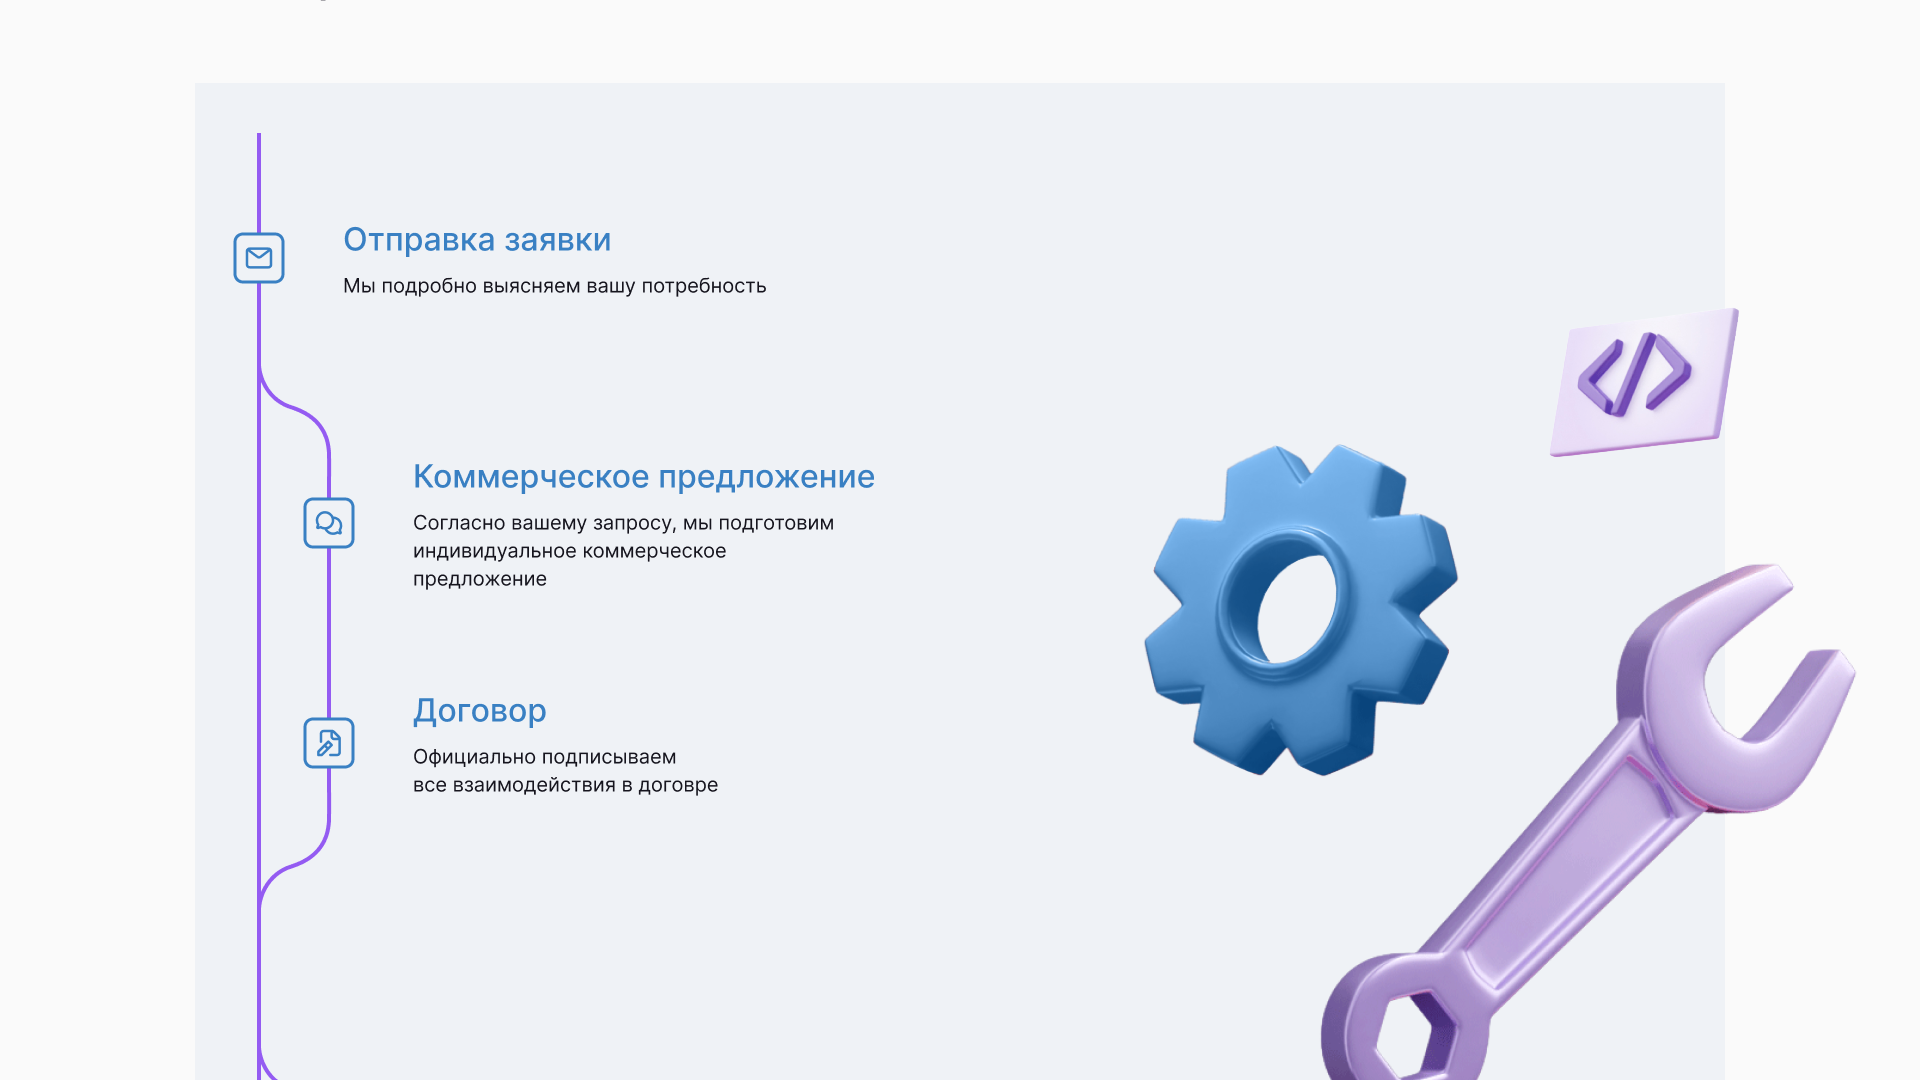 Отправка заявки
Мы подробно выясняем вашу потребность
Коммерческое предложение
Согласно вашему запросу, мы подготовим
индивидуальное коммерческое
предложение
Договор
Официально подписываем
все взаимодействия в договре